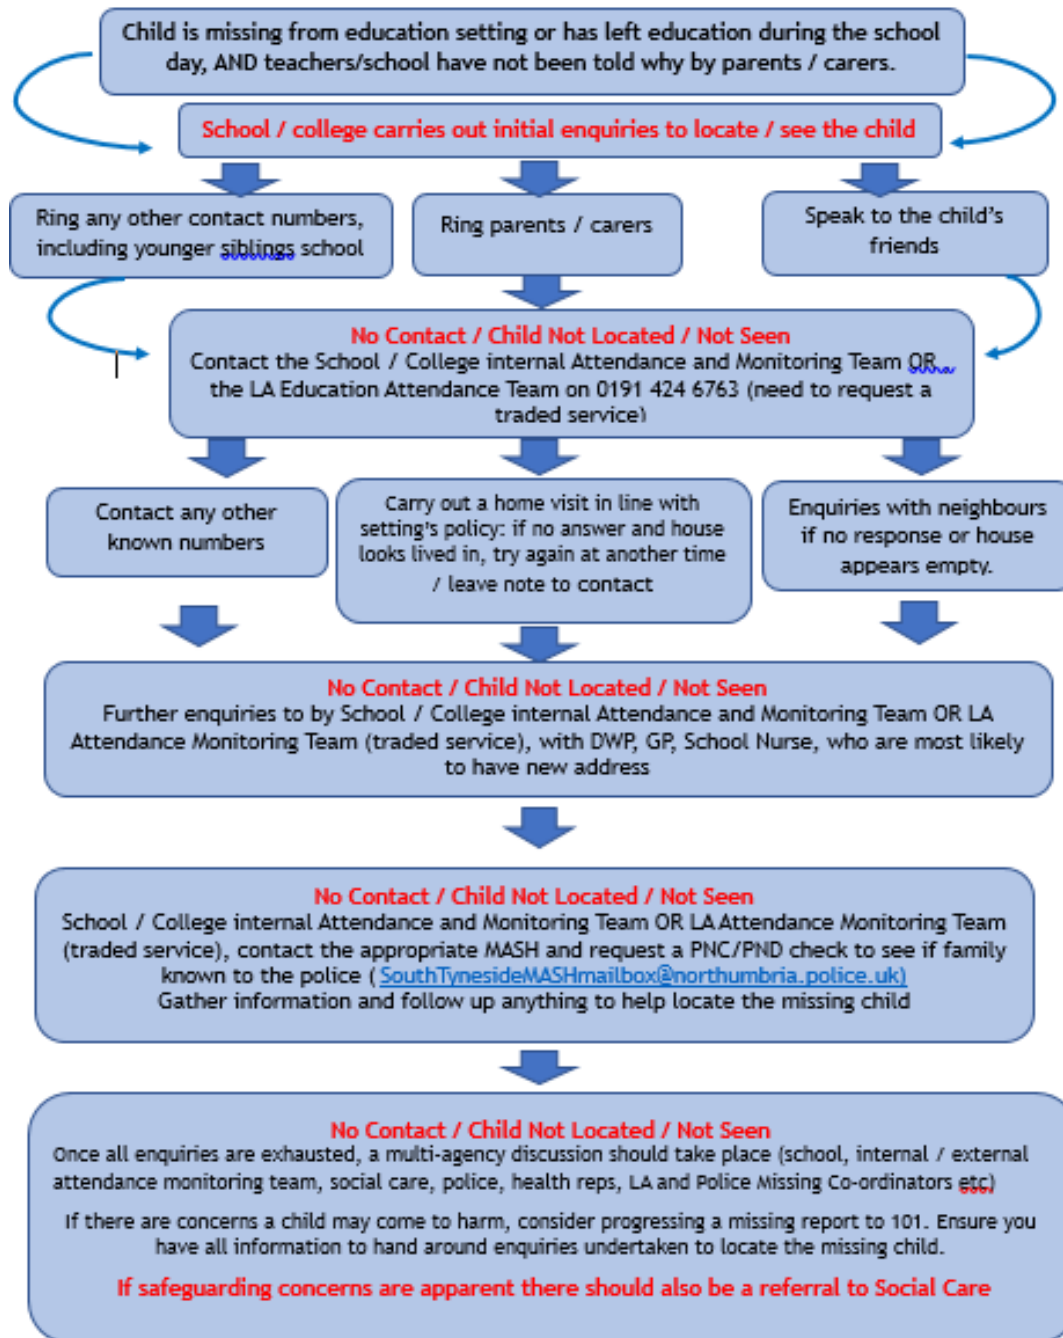 Child is missing from education setting or has left education during the school
day, AND teachers/school have not been told why by parents / carers.
School / college carries out initial enquiries to locate / see the child
Ring any other contact numbers,
including younger siblings school
Ring parents / carers
Speak to the child's
friends
No Contact / Child Not Located / Not Seen
Contact the School / College internal Attendance and Monitoring Team OR
the LA Education Attendance Team on 0191 424 6763 (need to request a
traded service)
Contact any other
known numbers
Carry out a home visit in line with
setting's policy: if no answer and house
looks lived in, try again at another time
/ leave note to contact
Enquiries with neighbours
if no response or house
appears empty.
No Contact / Child Not Located / Not Seen
Further enquiries to by School / College internal Attendance and Monitoring Team OR LA
Attendance Monitoring Team (traded service), with DWP, GP, School Nurse, who are most likely
to have new address
No Contact / Child Not Located / Not Seen
School / College internal Attendance and Monitoring Team OR LA Attendance Monitoring Team
(traded service), contact the appropriate MASH and request a PNC/PND check to see if family
known to the police (SouthTynesideMASHmailbox@northumbria.police.uk)
Gather information and follow up anything to help locate the missing child
No Contact / Child Not Located / Not Seen
Once all enquiries are exhausted, a multi-agency discussion should take place (school, internal / external
attendance monitoring team, social care, police, health reps, LA and Police Missing Co-ordinators etc)
If there are concerns a child may come to harm, consider progressing a missing report to 101. Ensure you
have all information to hand around enquiries undertaken to locate the missing child.
If safeguarding concerns are apparent there should also be a referral to Social Care